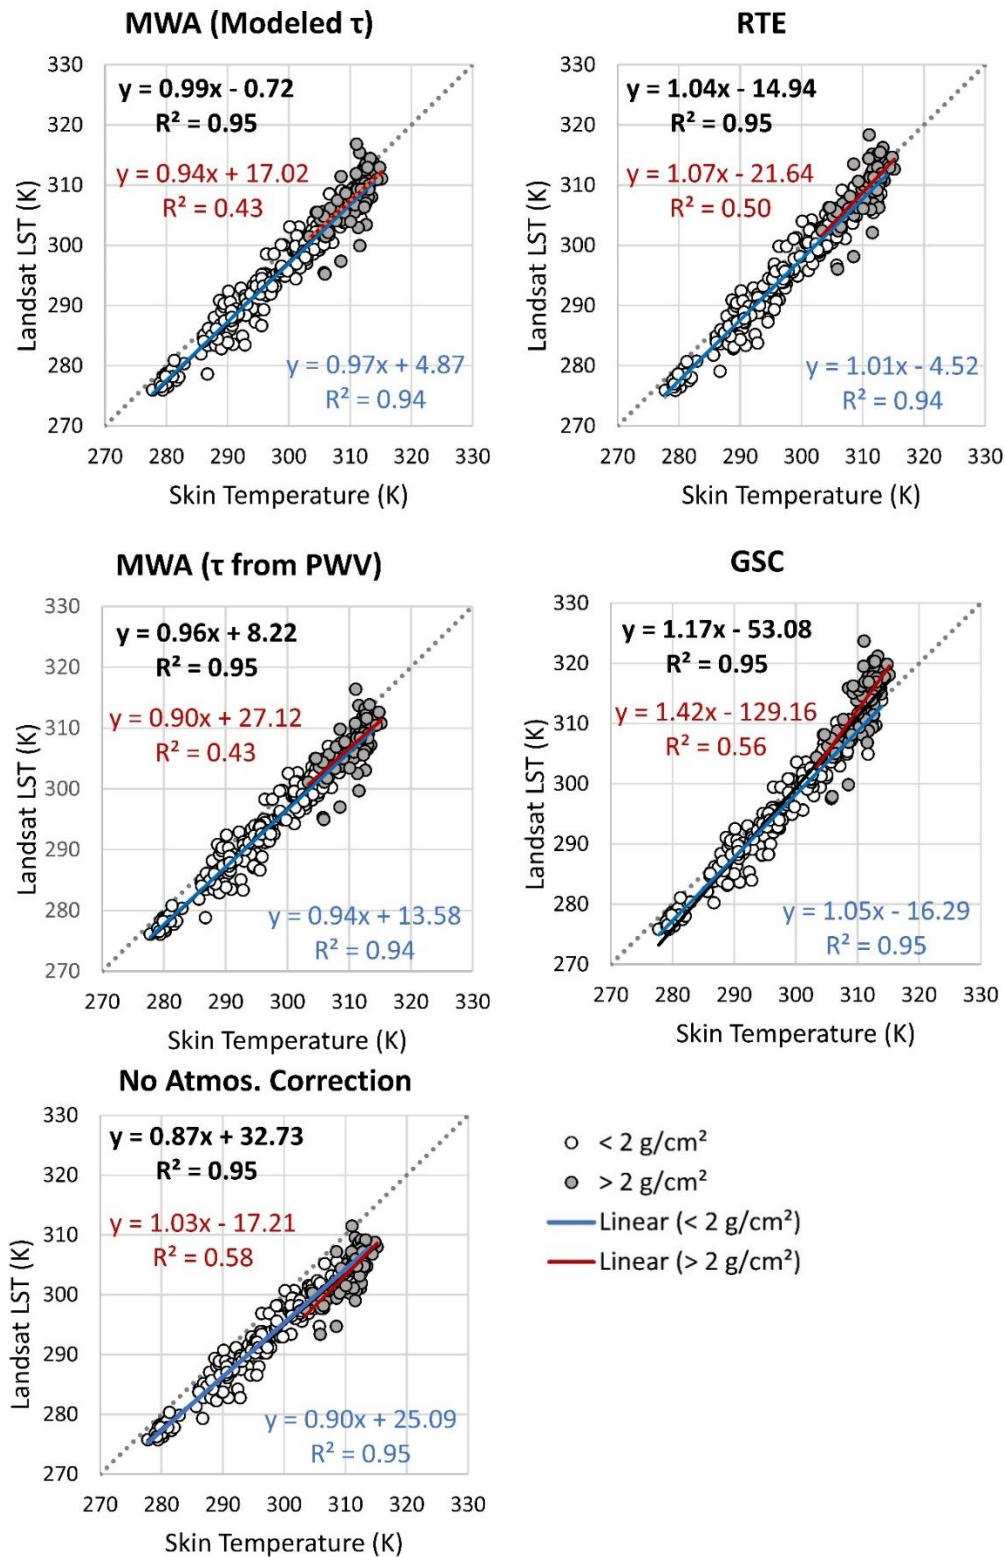 MWA (Modeled τ)
330
y = 0.99x - 0.72
R² = 0.95
320
y = 0.94x + 17.02
R² = 0.43
310
300
290
y = 0.97x + 4.87
R² = 0.94
280
270
270 280 290 300 310 320 330
Landsat LST (K)
Skin Temperature (K)
RTE
330
y = 1.04x - 14.94
R² = 0.95
320
y = 1.07x - 21.64
R² = 0.50
310
300
290
y = 1.01x - 4.52
R² = 0.94
280
270
270 280 290 300 310 320 330
Landsat LST (K)
Skin Temperature (K)
MWA (τ from PWV)
330
y = 0.96x + 8.22
R² = 0.95
320
y = 0.90x + 27.12
R² = 0.43
310
300
290
280
y = 0.94x + 13.58
R² = 0.94
270
270 280 290 300 310 320 330
Landsat LST (K)
Skin Temperature (K)
GSC
330
y = 1.17x - 53.08
R² = 0.95
320
y = 1.42x - 129.16
R² = 0.56
310
300
290
280
y = 1.05x - 16.29
R² = 0.95
270
270 280 290 300 310 320 330
Landsat LST (K)
Skin Temperature (K)
No Atmos. Correction
330
y = 0.87x + 32.73
R² = 0.95
320
y = 1.03x - 17.21
R² = 0.58
310
300
290
280
y = 0.90x + 25.09
R² = 0.95
270
270 280 290 300 310 320 330
Landsat LST (K)
Skin Temperature (K)
< 2 g/cm²
> 2 g/cm²
Linear (< 2 g/cm²)
Linear (> 2 g/cm²)